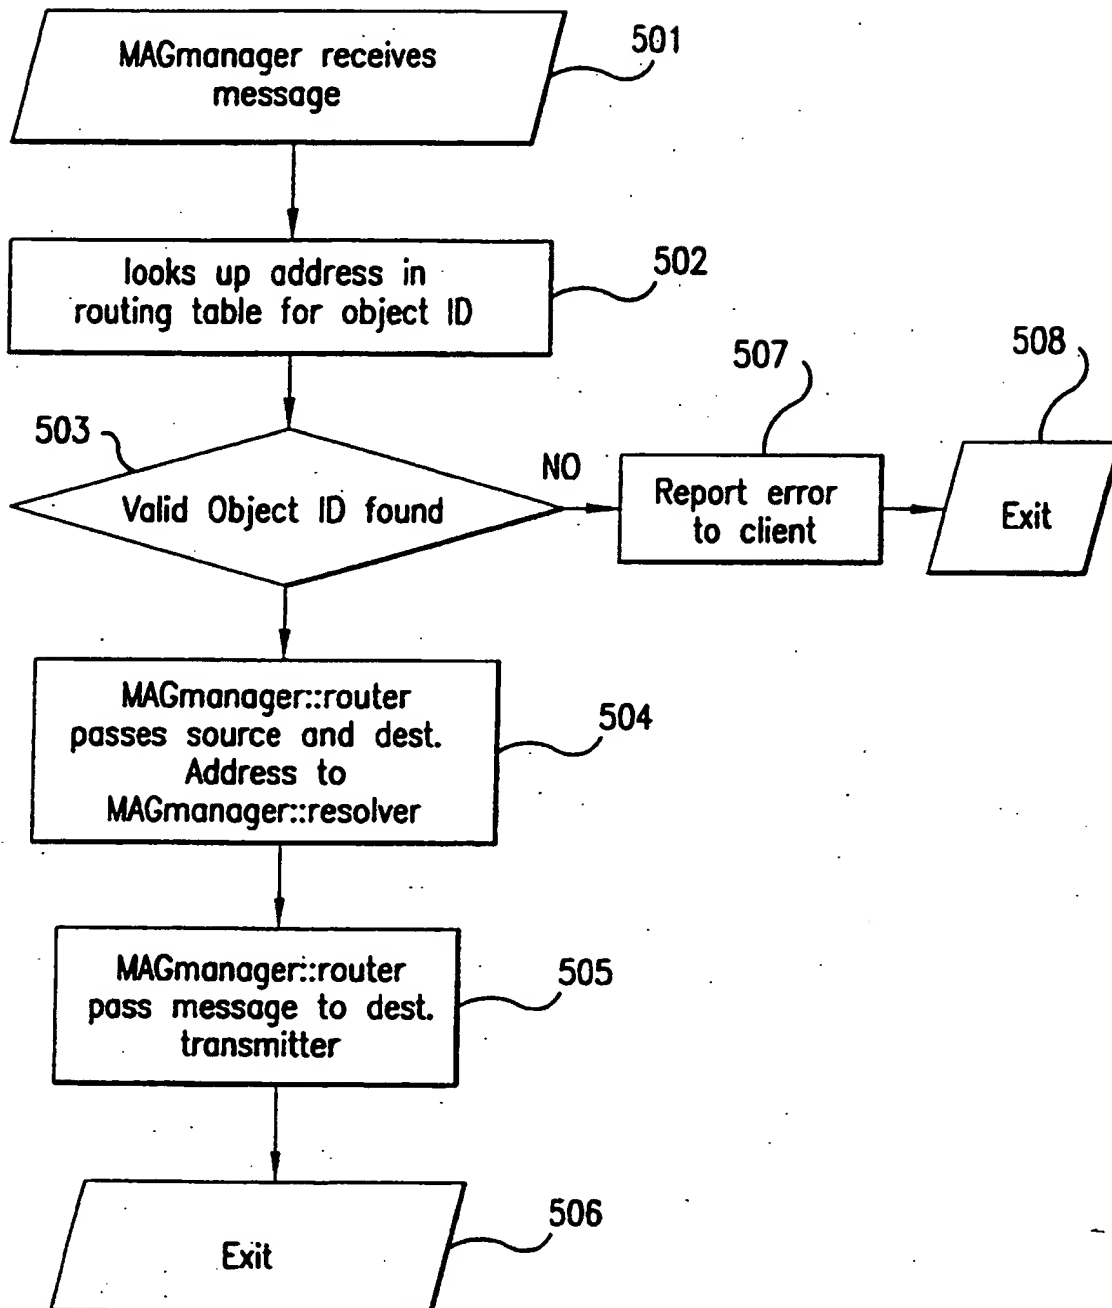 MAGmanager receives
message
501
looks up address in
routing table for object ID
502
503
Valid Object ID found
NO
507
Report error
to client
508
Exit
MAGmanager::router
passes source and dest.
Address to
MAGmanager::resolver
504
MAGmanager::router
pass message to dest.
transmitter
505
Exit
506